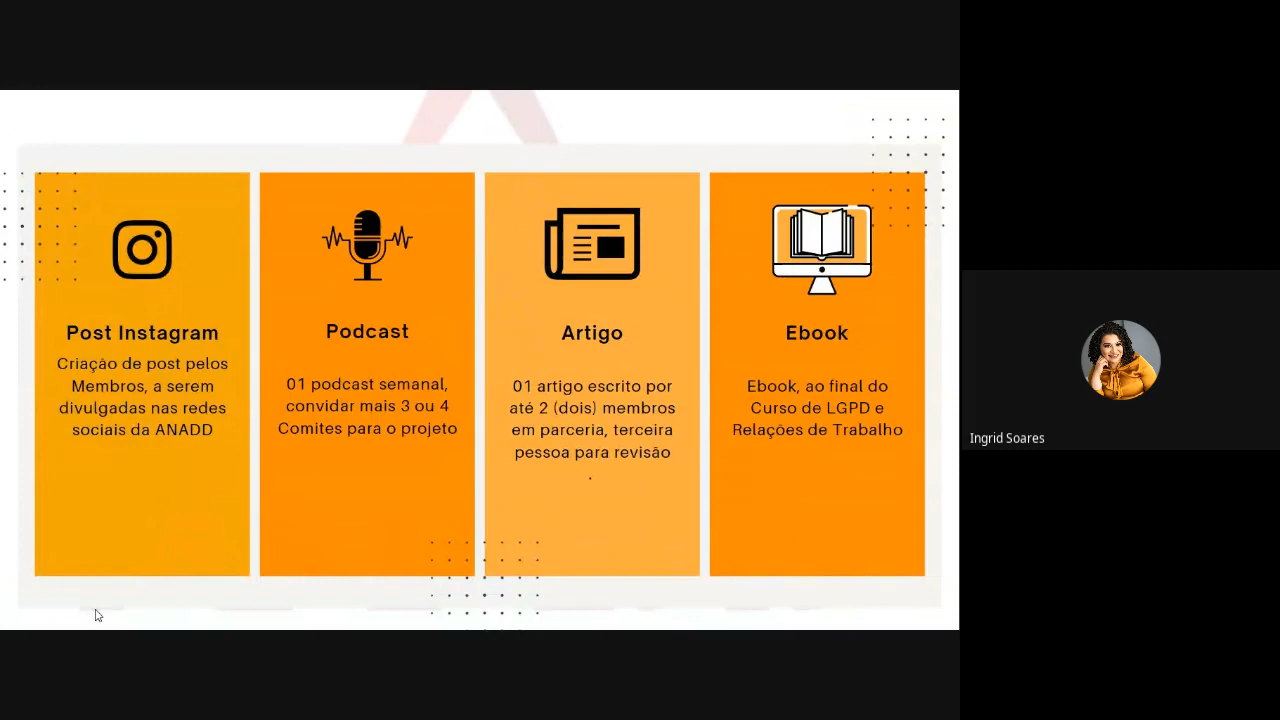 Post Instagram
Criação de post pelos
Membros, a serem
divulgadas nas redes
sociais da ANADD
Podcast
01 podcast semanal,
convidar mais 3 ou 4
Comites para o projeto
Artigo
01 artigo escrito por
até 2 (dois) membros
em parceria, terceira
pessoa para revisão
.
Ebook
Ebook, ao final do
Curso de LGPD e
Relações de Trabalho
Ingrid Soares